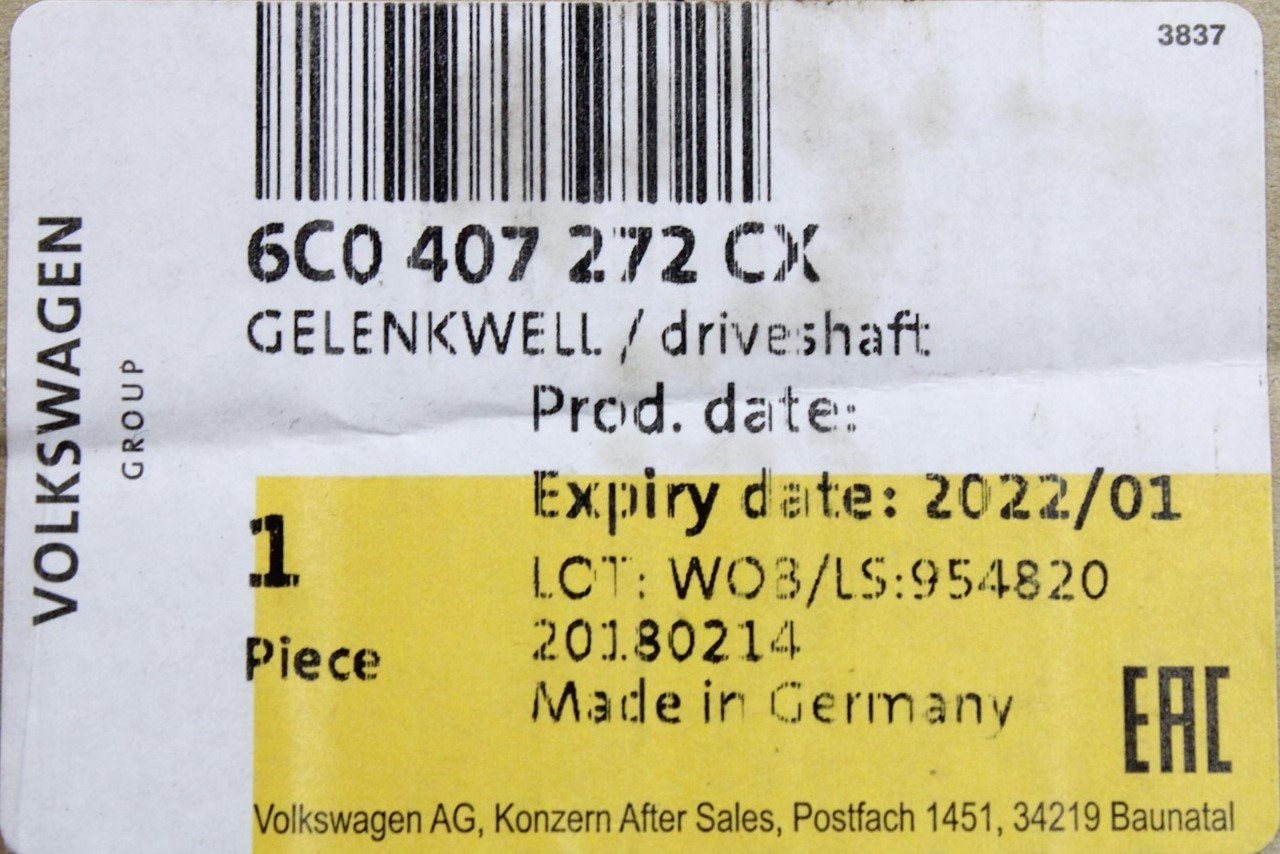 3837
6C0 407 272 CX
GELENKWELL / driveshaft
Prod. date:
Expiry date: 2022/01
1
LOT: WOB/LS:954820
20180214
Piece
Made in Germany
EAC
Volkswagen AG, Konzern After Sales, Postfach 1451, 34219 Baunatal
VOLKSWAGEN
GROUP